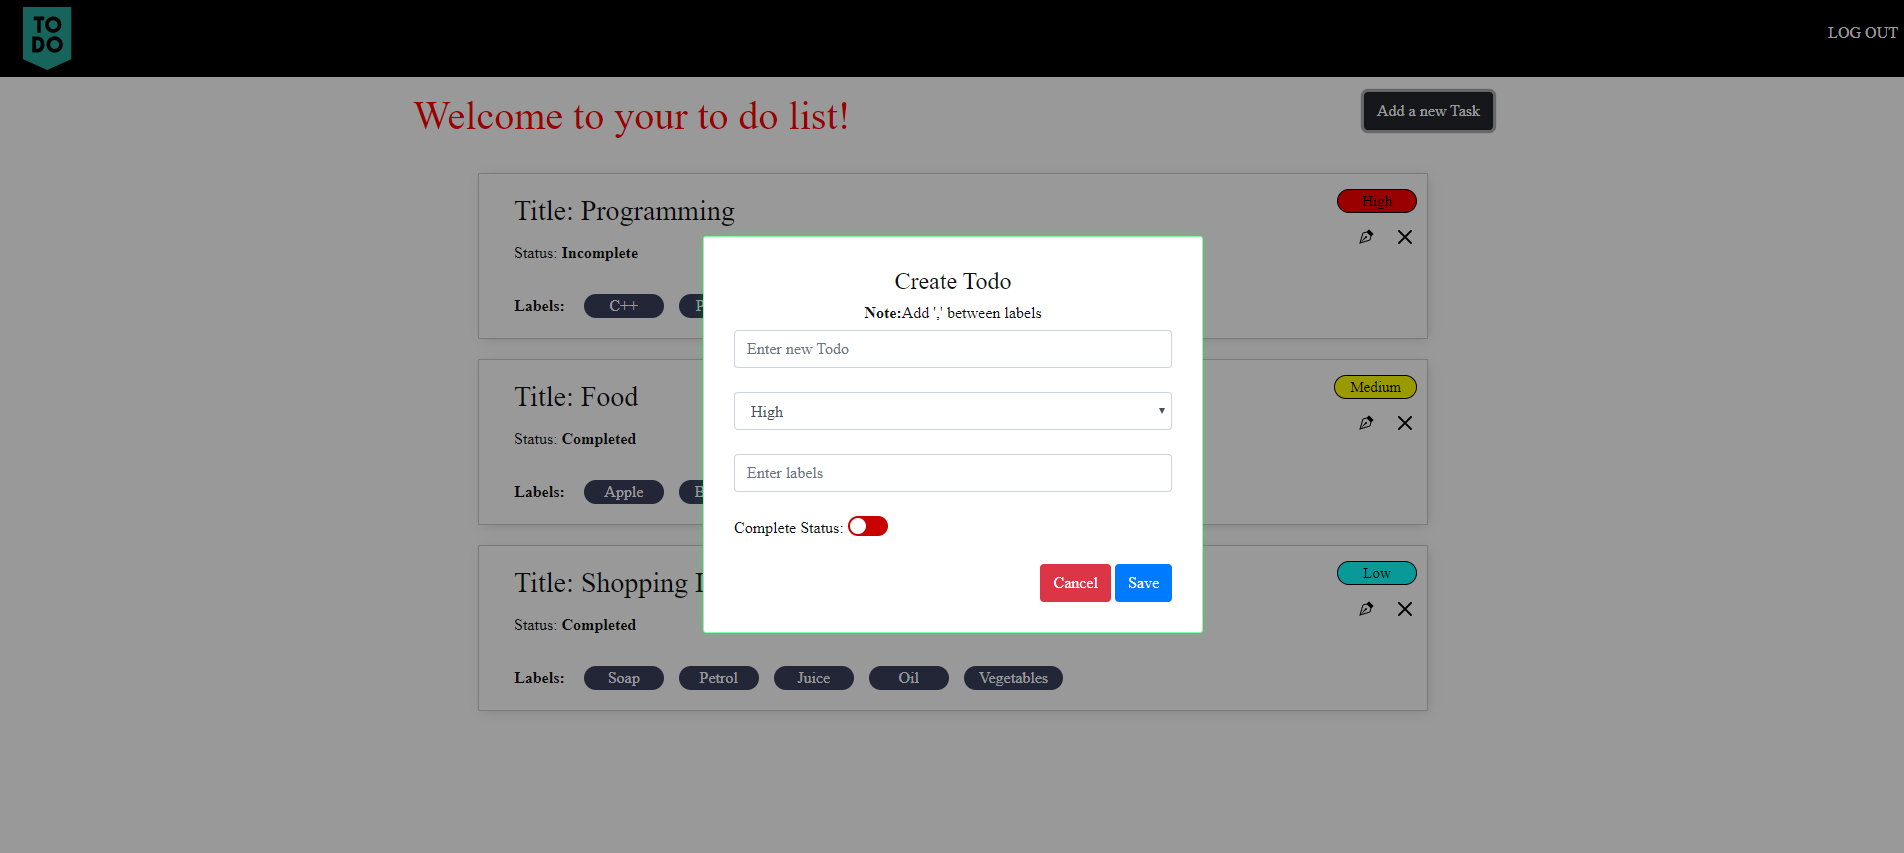 TO
DO
LOG OUT
Welcome to your to do list!
Add a new Task
Title: Programming
High
Status: Incomplete
Labels: C++
Create Todo
Note:Add ',' between labels
Enter new Todo
High
Enter labels
Complete Status:
Cancel Save
Title: Food
Medium
Status: Completed
Labels: Apple
Title: Shopping
Low
Status: Completed
Labels: Soap Petrol Juice Oil Vegetables